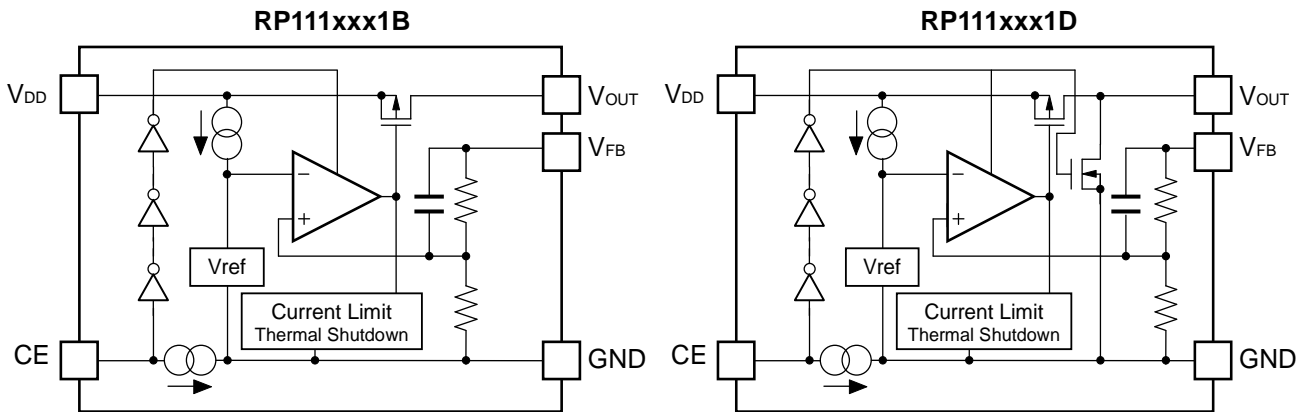 RP111xxx1B
VDD
VOUT
VFB
−
+
Vref
Current Limit
Thermal Shutdown
CE
GND
RP111xxx1D
VDD
VOUT
VFB
−
+
Vref
Current Limit
Thermal Shutdown
CE
GND